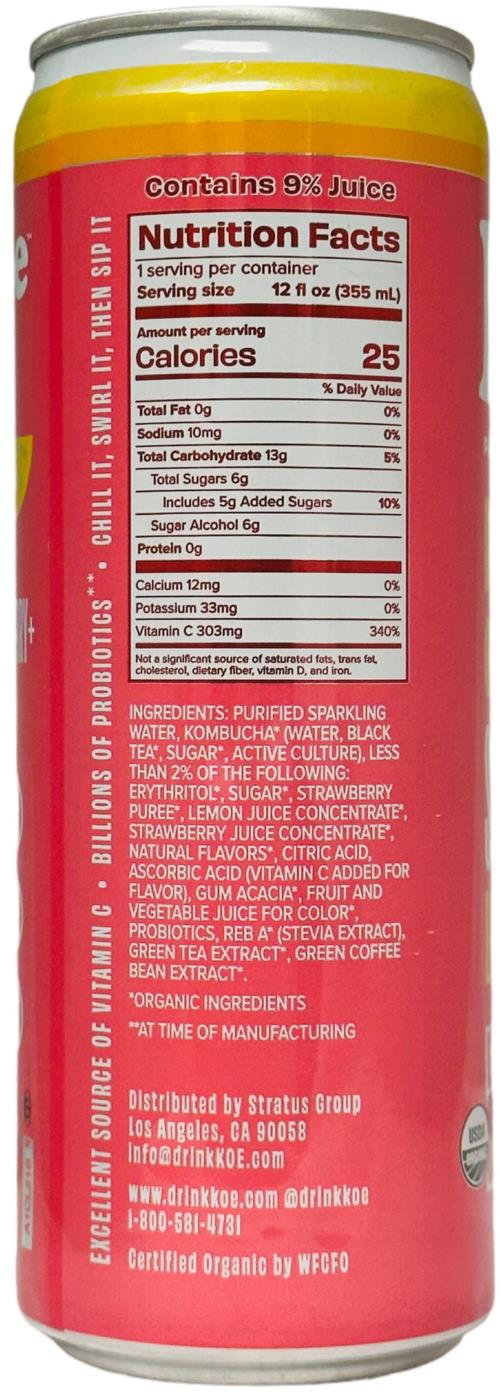 Contains 9% Juice
Nutrition Facts
1 serving per container
Serving size 12 fl oz (355 mL)
Amount per serving
Calories 25
% Daily Value
Total Fat 0g 0%
Sodium 10mg 0%
Total Carbohydrate 13g 5%
Total Sugars 6g
Includes 5g Added Sugars 10%
Sugar Alcohol 6g
Protein 0g
Calcium 12mg 0%
Potassium 33mg 0%
Vitamin C 303mg 340%
Not a significant source of saturated fats, trans fat,
cholesterol, dietary fiber, vitamin D, and iron.
INGREDIENTS: PURIFIED SPARKLING
WATER, KOMBUCHA* (WATER, BLACK
TEA*, SUGAR*, ACTIVE CULTURE), LESS
THAN 2% OF THE FOLLOWING:
ERYTHRITOL*, SUGAR*, STRAWBERRY
PUREE*, LEMON JUICE CONCENTRATE*,
STRAWBERRY JUICE CONCENTRATE*,
NATURAL FLAVORS*, CITRIC ACID,
ASCORBIC ACID (VITAMIN C ADDED FOR
FLAVOR), GUM ACACIA*, FRUIT AND
VEGETABLE JUICE FOR COLOR*,
PROBIOTICS, REB A* (STEVIA EXTRACT),
GREEN TEA EXTRACT*, GREEN COFFEE
BEAN EXTRACT*.
*ORGANIC INGREDIENTS
**AT TIME OF MANUFACTURING
Distributed by Stratus Group
Los Angeles, CA 90058
info@drinkKOE.com
www.drinkkoe.com @drinkkoe
1-800-581-4731
Certified Organic by WFCFO
EXCELLENT SOURCE OF VITAMIN C • BILLIONS OF PROBIOTICS** • CHILL IT, SWIRL IT, THEN SIP IT
USDA